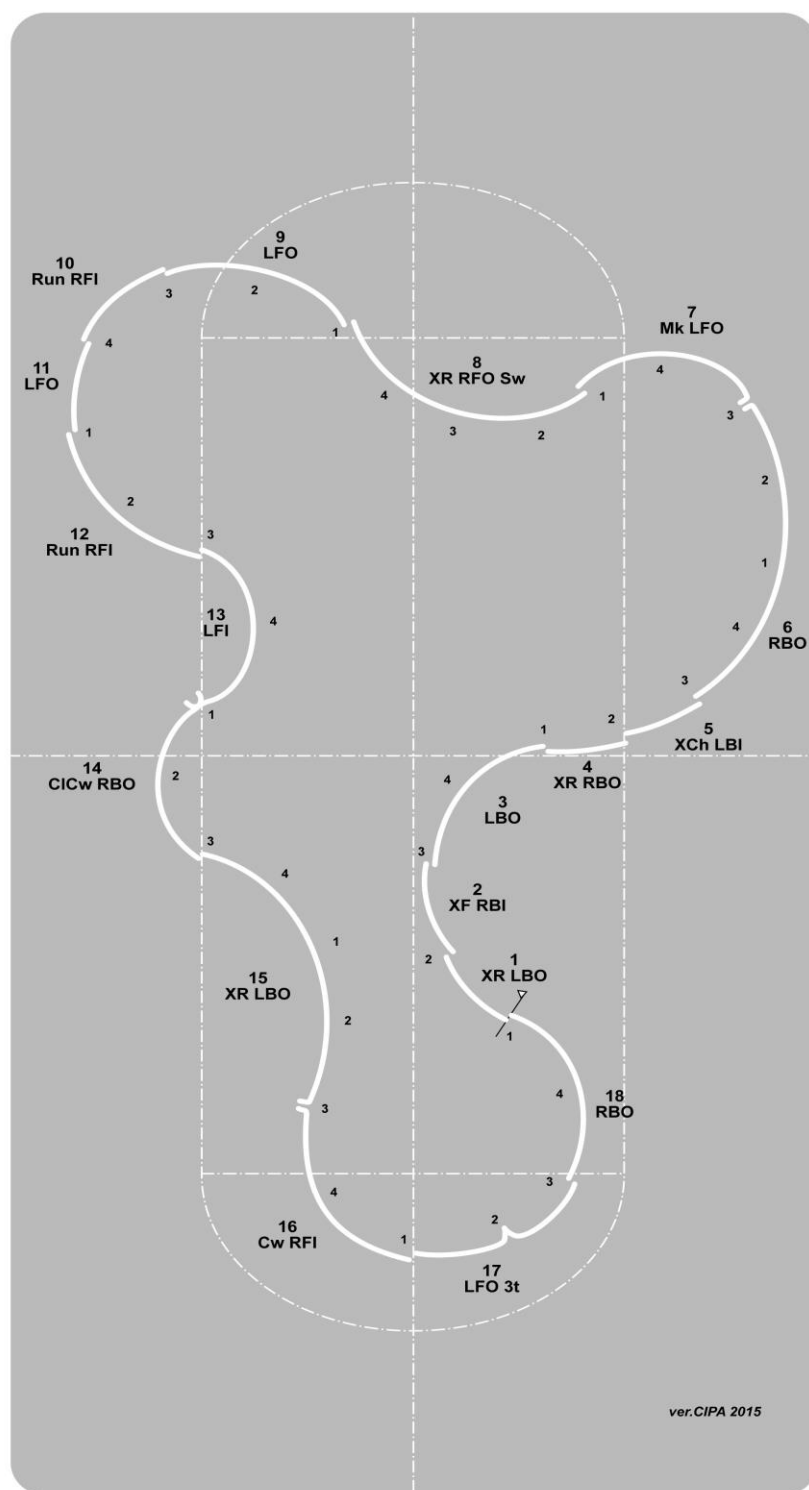 9
LFO
10
Run RFI
2
3
7
Mk LFO
1
4
8
XR RFO Sw
11
LFO
4
4
1
3
3
1
2
2
2
12
Run RFI
3
1
13
LFI
4
4
6
RBO
3
1
2
5
XCh LBI
1
4
XR RBO
14
ClCw RBO
2
4
3
LBO
3
3
4
2
XF RBI
1
2
1
XR LBO
15
XR LBO
2
1
4
18
RBO
3
3
4
2
16
Cw RFI
1
17
LFO 3t
ver.CIPA 2015